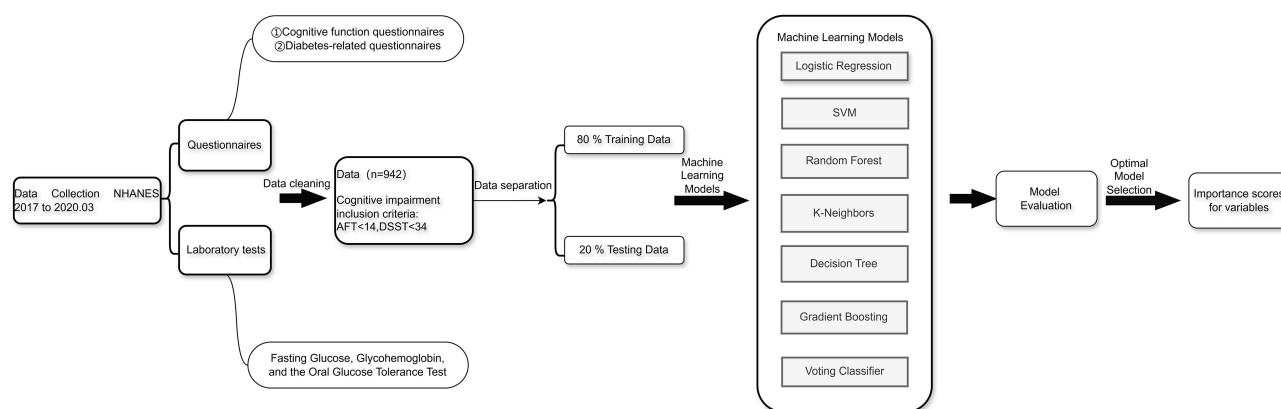 ①Cognitive function questionnaires
②Diabetes-related questionnaires
Questionnaires
Data Collection NHANES
2017 to 2020.03
Laboratory tests
Fasting Glucose, Glycohemoglobin,
and the Oral Glucose Tolerance Test
Data cleaning
Data（n=942）
Cognitive impairment
inclusion criteria:
AFT<14,DSST<34
Data separation
80 % Training Data
20 % Testing Data
Machine
Learning
Models
Machine Learning Models
Logistic Regression
SVM
Random Forest
K-Neighbors
Decision Tree
Gradient Boosting
Voting Classifier
Model
Evaluation
Optimal
Model
Selection
Importance scores
for variables